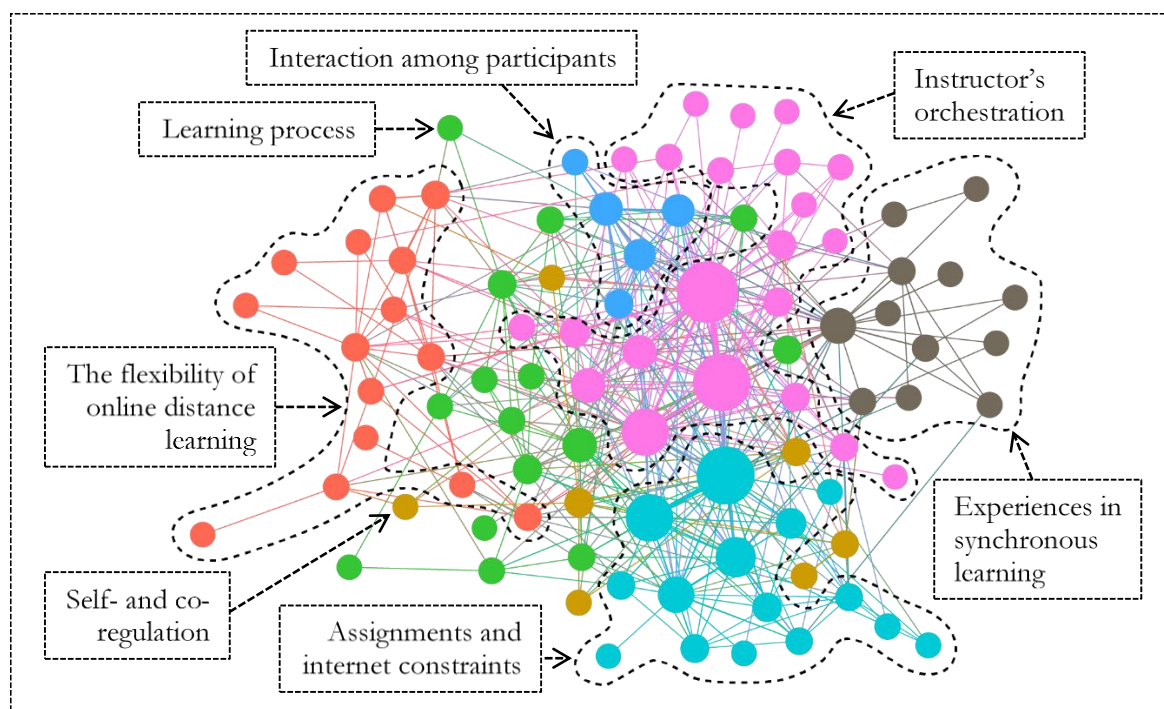 Interaction among participants
Instructor's
orchestration
Learning process
The flexibility of
online distance
learning
Experiences in
synchronous
learning
Self- and co-
regulation
Assignments and
internet constraints